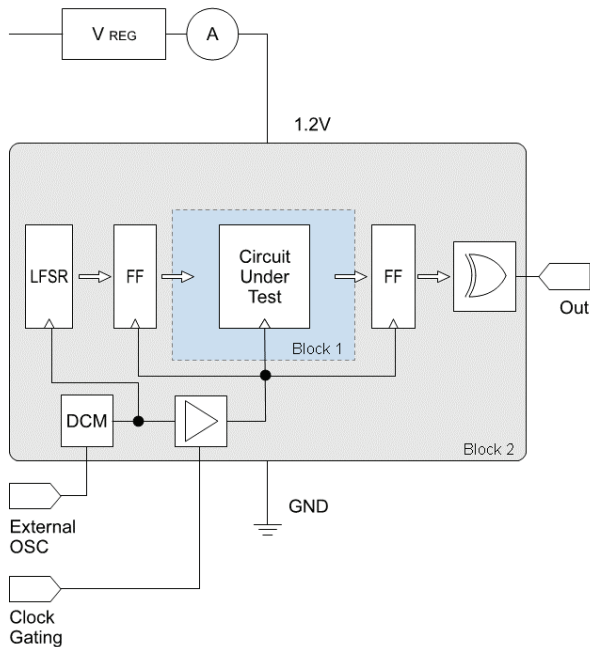 V REG
A
1.2V
LFSR
FF
Circuit
Under
Test
FF
Out
Block 1
DCM
Block 2
External
OSC
GND
Clock
Gating